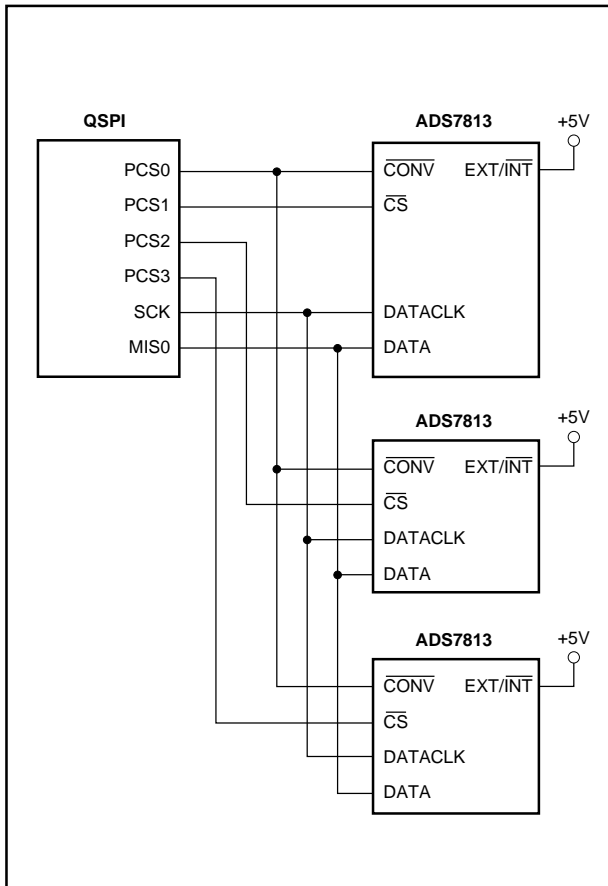 QSPI
PCS0
PCS1
PCS2
PCS3
SCK
MIS0
ADS7813
+5V
CONV EXT/INT
CS
DATACLK
DATA
ADS7813
+5V
CONV EXT/INT
CS
DATACLK
DATA
ADS7813
+5V
CONV EXT/INT
CS
DATACLK
DATA